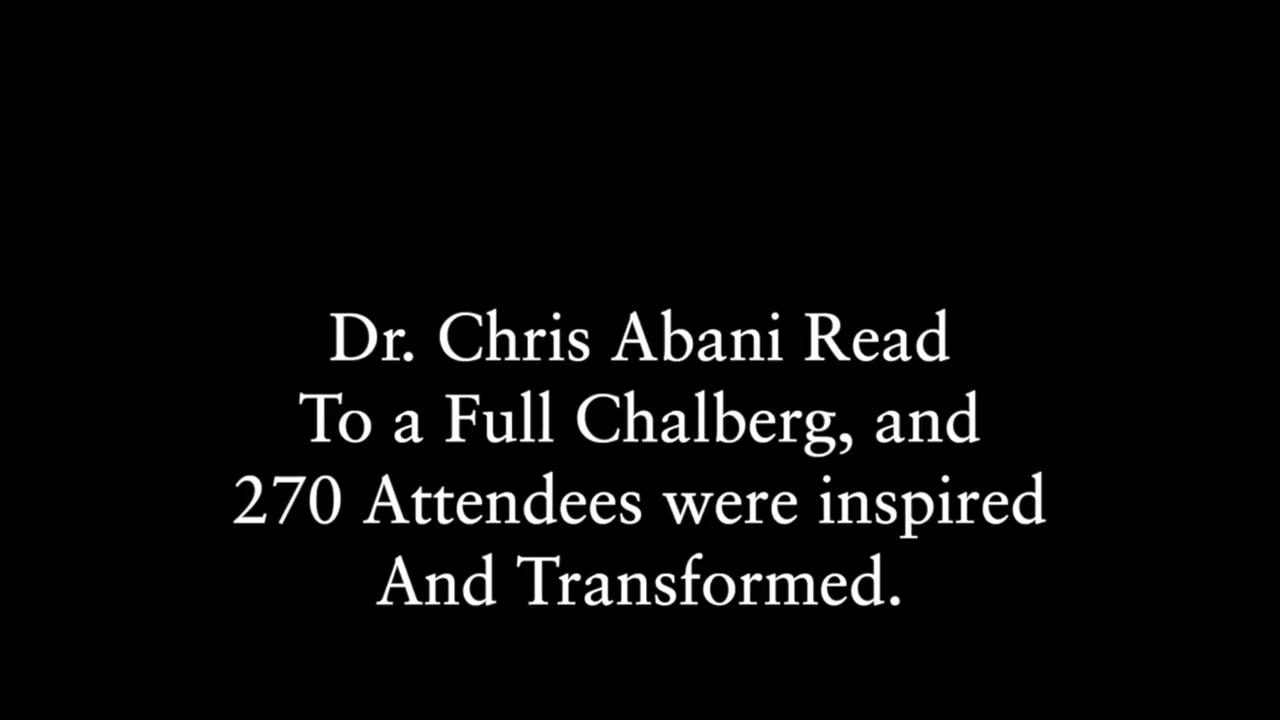 Dr. Chris Abani Read
To a Full Chalberg, and
270 Attendees were inspired
And Transformed.